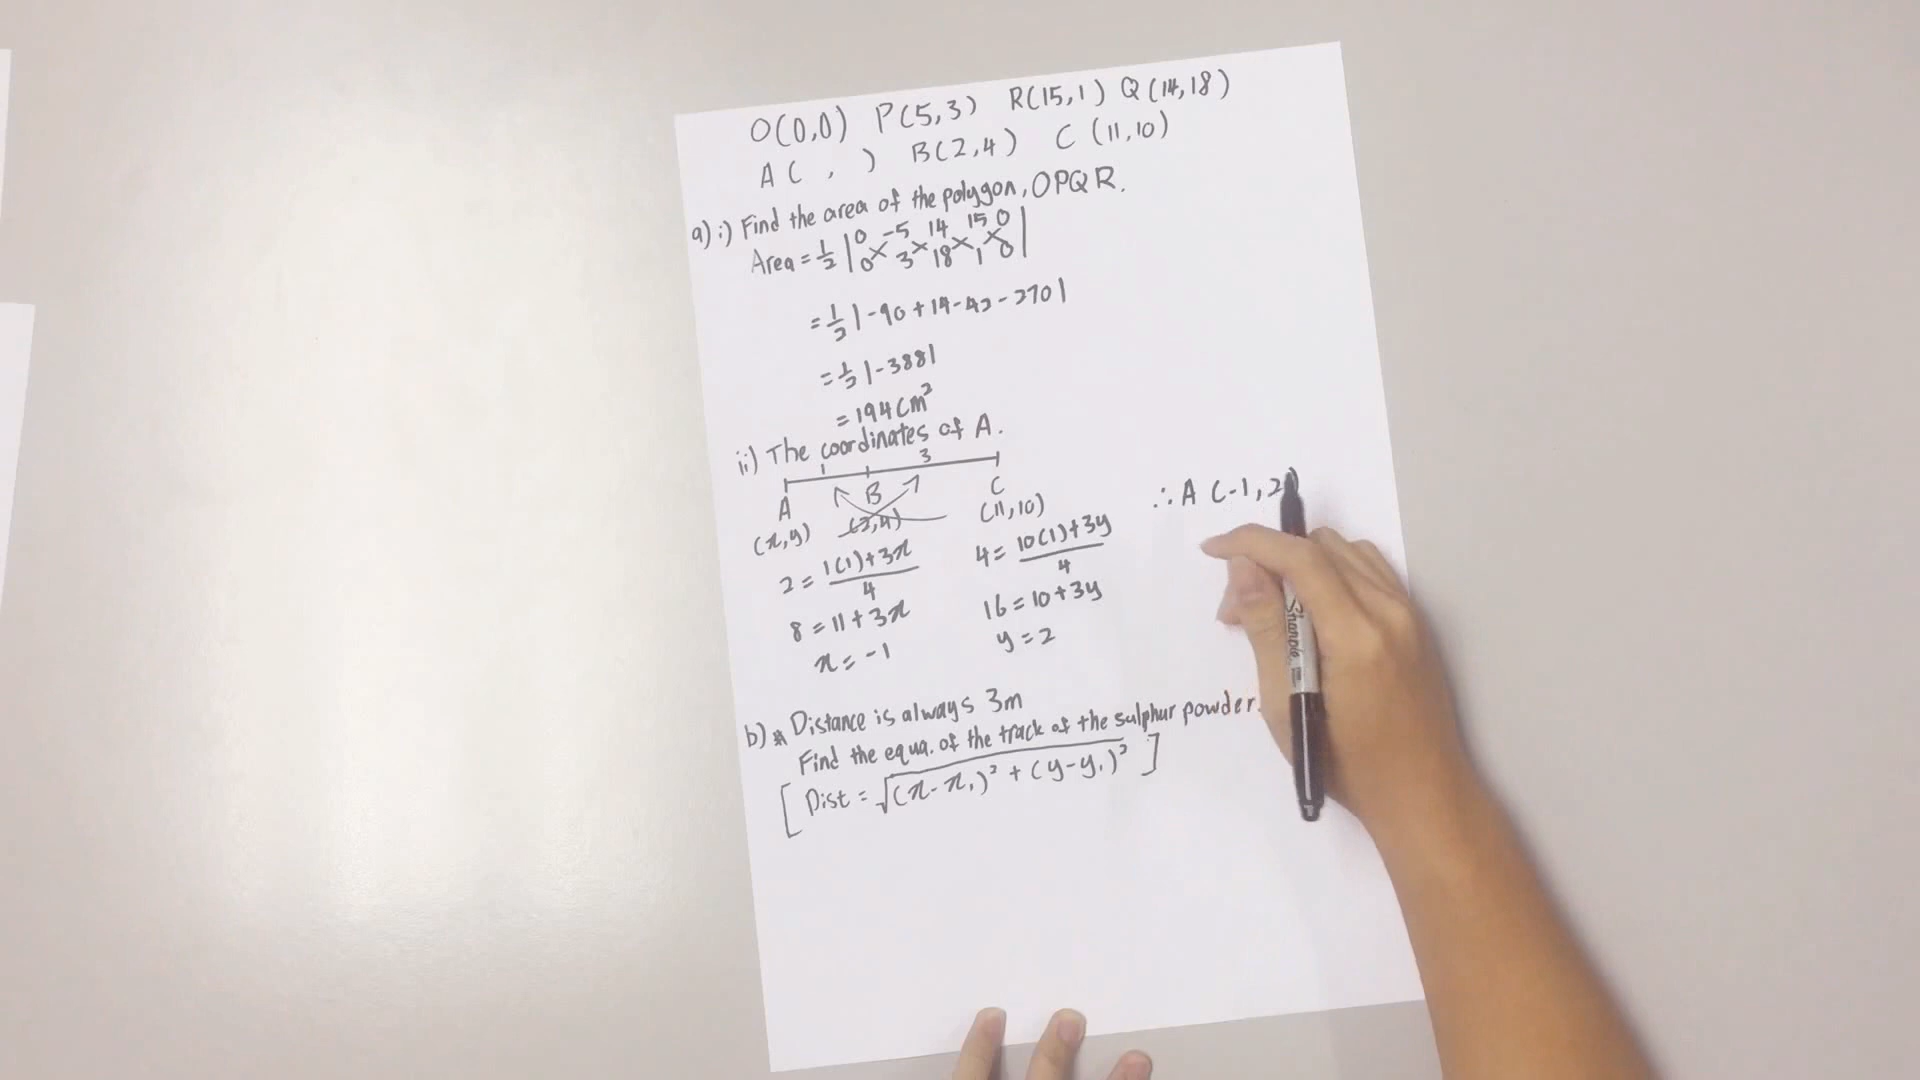 O(0,0) P(5,3) R(15,1) Q(14,18)
A( , ) B(2,4) C (11,10)
a) i) Find the area of the polygon, OPQR.
Area = 1/2 | 0 -5 14 15 0 |
0 3 18 1 0
= 1/2 |-90 + 14 - 42 - 270|
= 1/2 |-388|
= 194 cm²
ii) The coordinates of A.
1 3
A B C
(x,y) (2,4) (11,10)
∴ A (-1, 2)
2 = 1(1)+3x / 4
4 = 10(1)+3y / 4
8 = 11 + 3x
16 = 10 + 3y
x = -1
y = 2
b) * Distance is always 3m
Find the equa. of the track of the sulphur powder.
[ Dist = √(x - x₁)² + (y - y₁)² ]
Sharpie